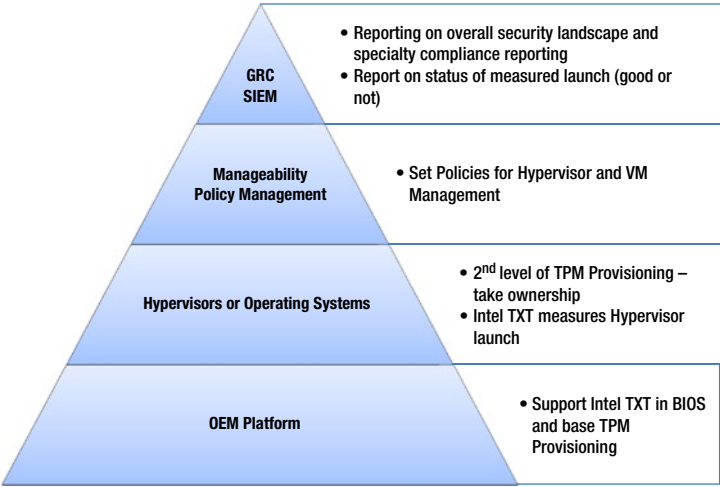 GRC
SIEM
• Reporting on overall security landscape and
specialty compliance reporting
• Report on status of measured launch (good or
not)
Manageability
Policy Management
• Set Policies for Hypervisor and VM
Management
Hypervisors or Operating Systems
• 2nd level of TPM Provisioning –
take ownership
• Intel TXT measures Hypervisor
launch
OEM Platform
• Support Intel TXT in BIOS
and base TPM
Provisioning